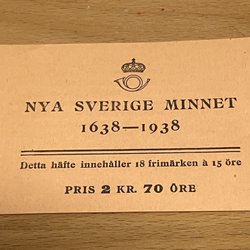 NYA SVERIGE MINNET
1638—1938
Detta häfte innehåller 18 frimärken à 15 öre
PRIS 2 KR. 70 ÖRE